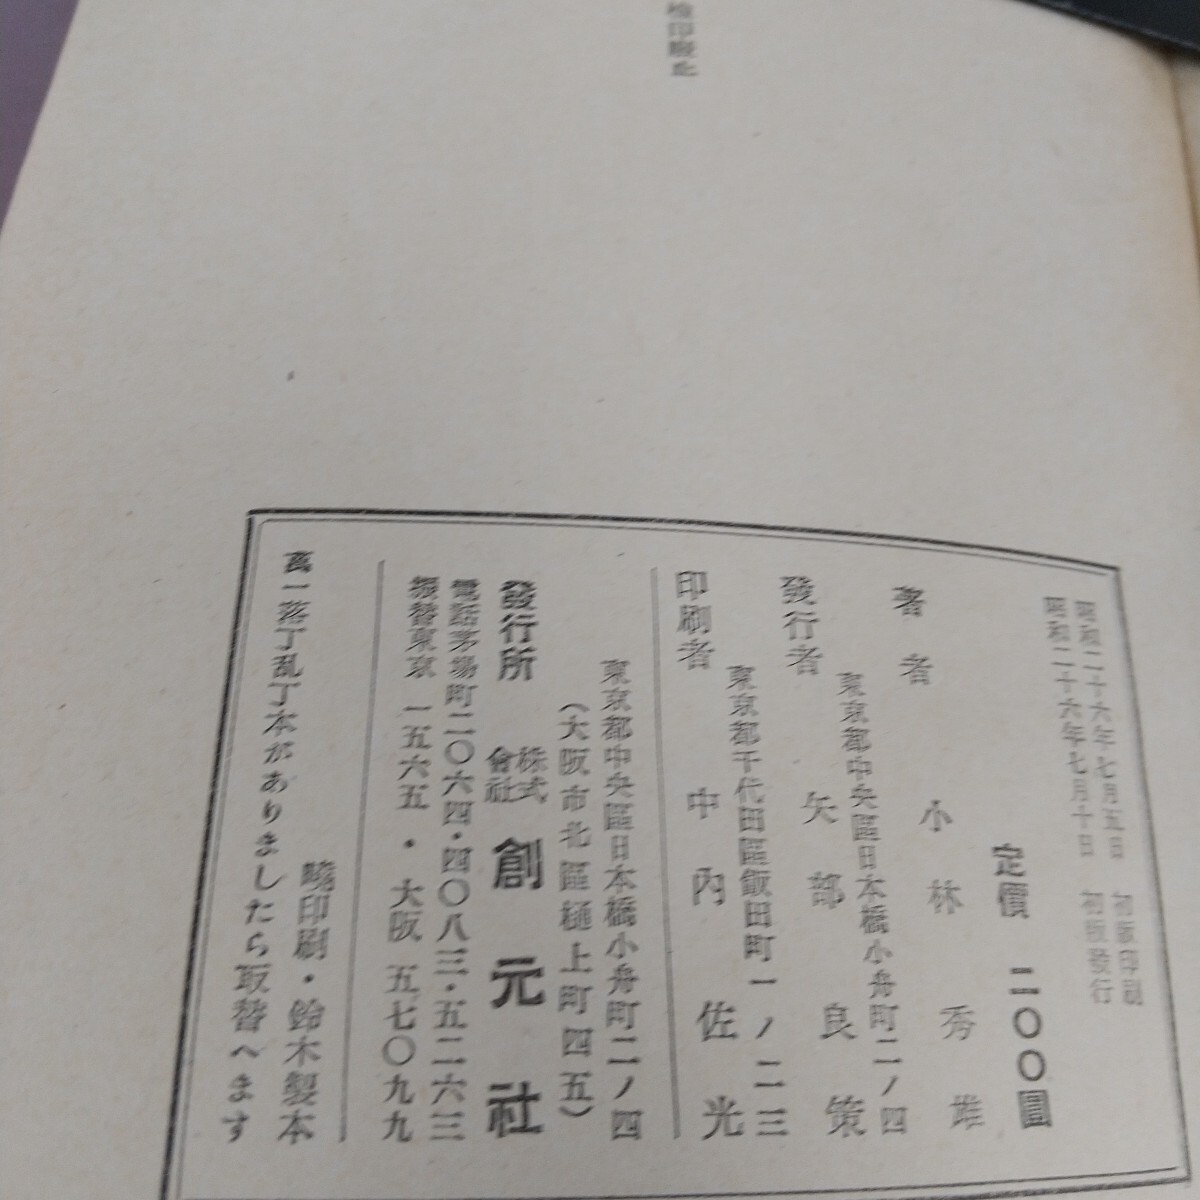 検印廢止
昭和二十六年七月五日 初版印刷
昭和二十六年七月十日 初版發行
定價 二〇〇圓
著者 小林秀雄
東京都中央區日本橋小舟町二ノ四
發行者 矢部良策
東京都千代田區飯田町一ノ二三
印刷者 中內佐光
東京都中央區日本橋小舟町二ノ四
(大阪市北區樋上町四五)
發行所 株式會社 創元社
電話茅場町二〇六四・四〇八三・五二六三
振替東京 一五六五・大阪 五七〇九九
曉印刷・鈴木製本
萬一落丁乱丁本がありましたら取替へます